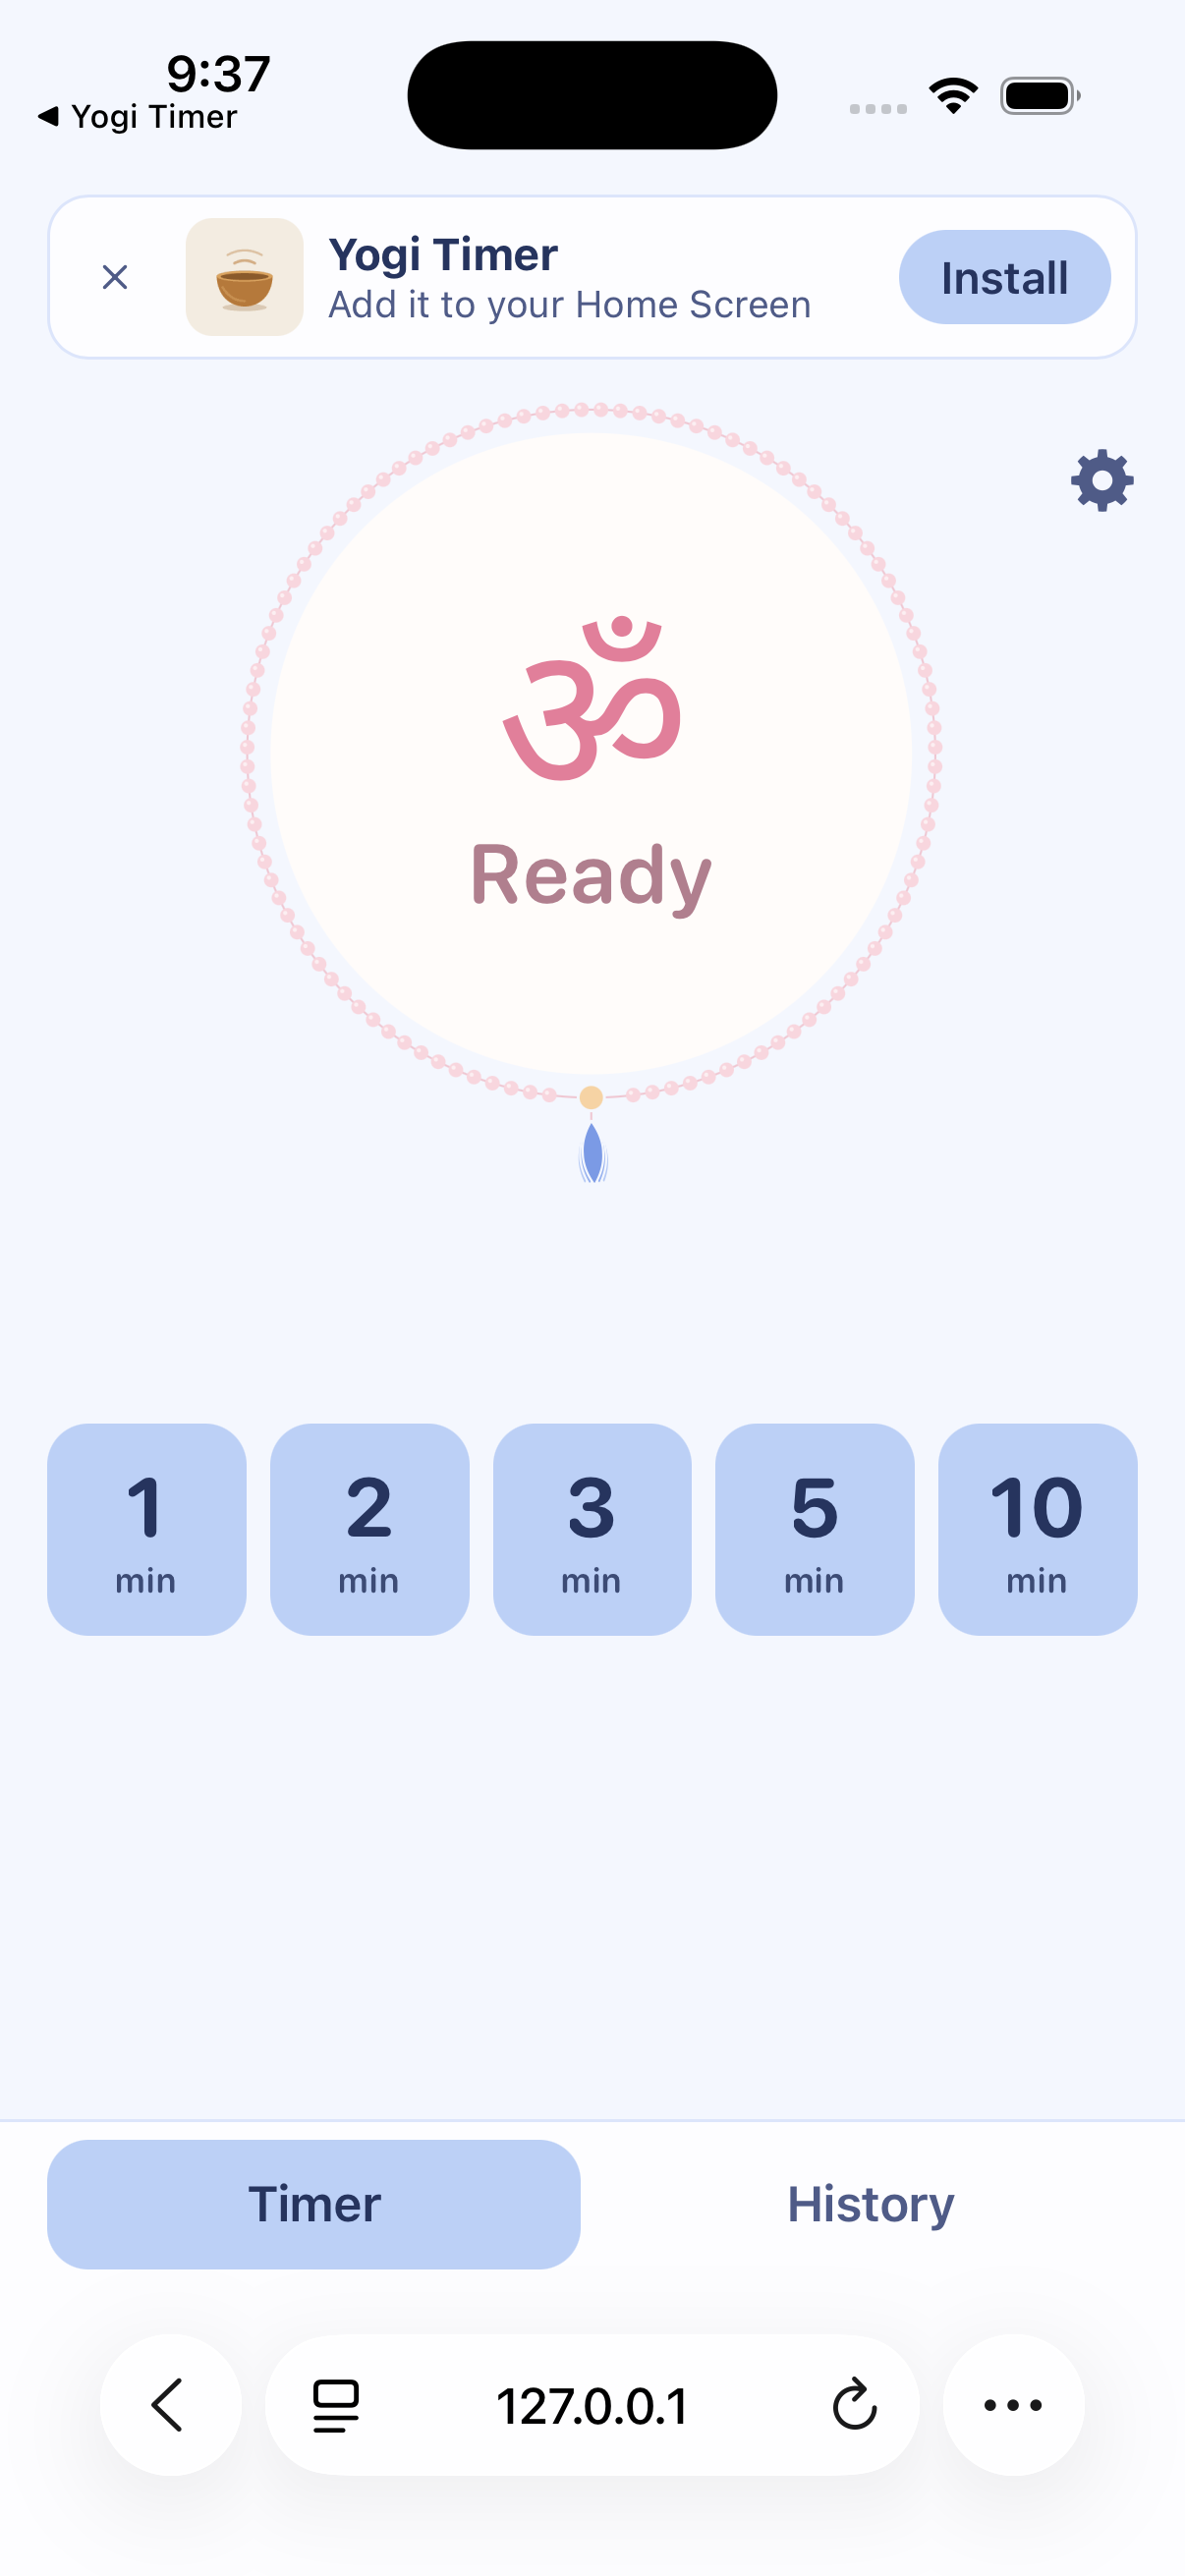 9:37
◀ Yogi Timer
Yogi Timer
Add it to your Home Screen
Install
ॐ
Ready
1 2 3 5 10
min min min min min
Timer History
127.0.0.1